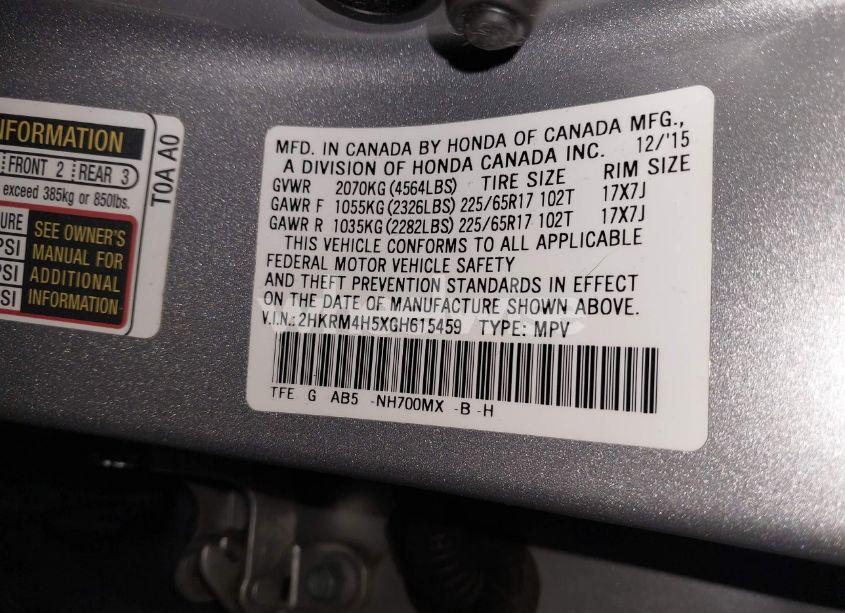 INFORMATION
FRONT 2 REAR 3
exceed 385kg or 850lbs.
SEE OWNER'S
MANUAL FOR
ADDITIONAL
INFORMATION
PSI
PSI
T0A A0
MFD. IN CANADA BY HONDA OF CANADA MFG.,
A DIVISION OF HONDA CANADA INC. 12/'15
GVWR 2070KG (4564LBS) TIRE SIZE RIM SIZE
GAWR F 1055KG (2326LBS) 225/65R17 102T 17X7J
GAWR R 1035KG (2282LBS) 225/65R17 102T 17X7J
THIS VEHICLE CONFORMS TO ALL APPLICABLE
FEDERAL MOTOR VEHICLE SAFETY
AND THEFT PREVENTION STANDARDS IN EFFECT
ON THE DATE OF MANUFACTURE SHOWN ABOVE.
V.I.N.: 2HKRM4H5XGH615459 TYPE: MPV
TFE G AB5 -NH700MX -B -H